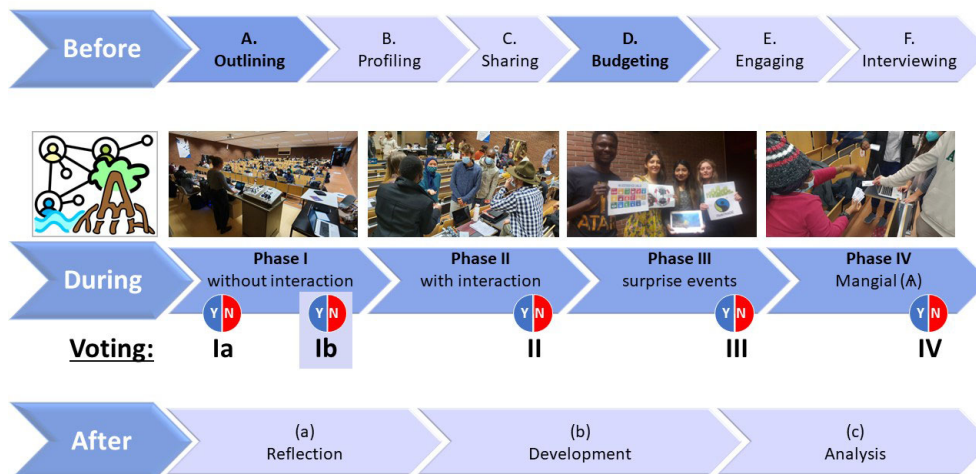 Before
A.
Outlining
B.
Profiling
C.
Sharing
D.
Budgeting
E.
Engaging
F.
Interviewing
During
Phase I
without interaction
Phase II
with interaction
Phase III
surprise events
Phase IV
Mangial (₳)
Voting:
Y N
Ia
Y N
Ib
Y N
II
Y N
III
Y N
IV
After
(a)
Reflection
(b)
Development
(c)
Analysis